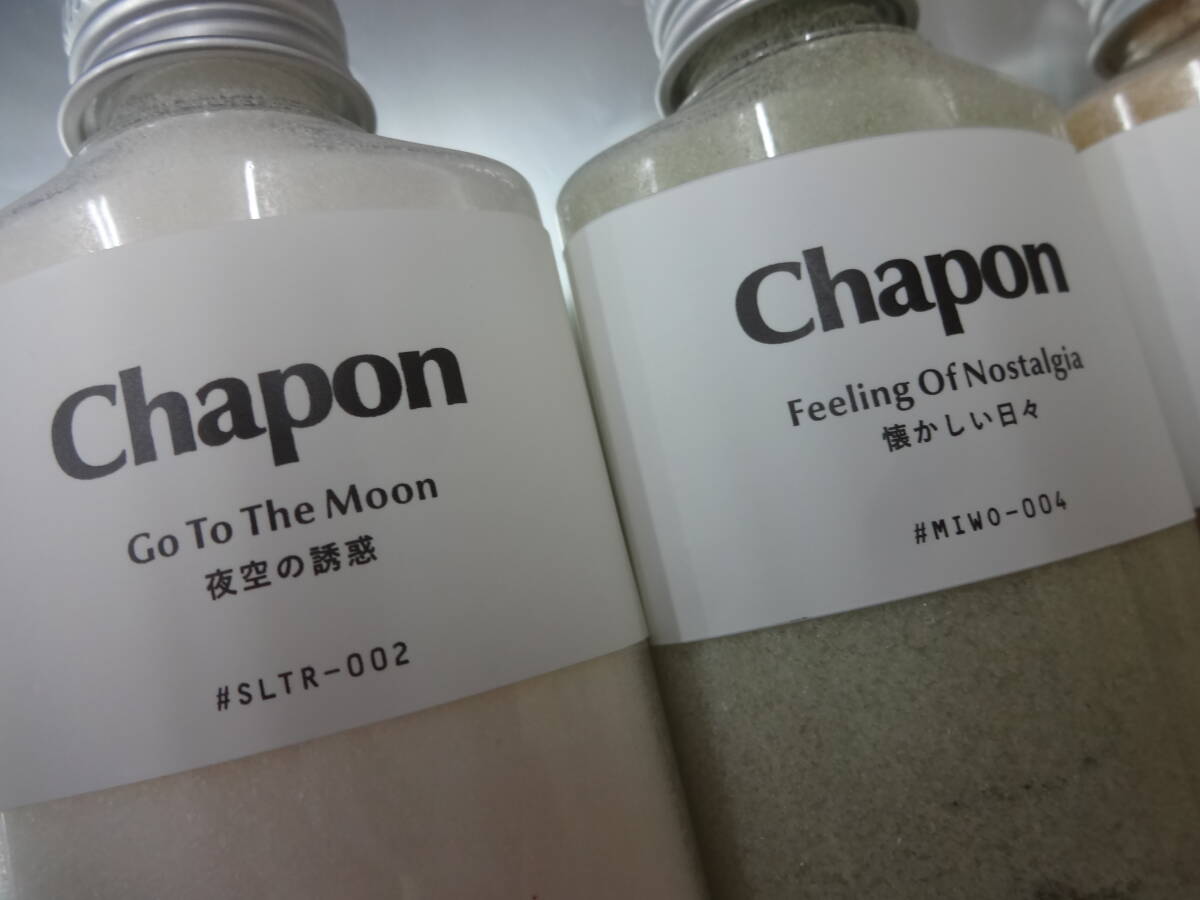 Chapon
Go To The Moon
夜空の誘惑
#SLTR-002
Chapon
Feeling Of Nostalgia
懐かしい日々
#MIWO-004